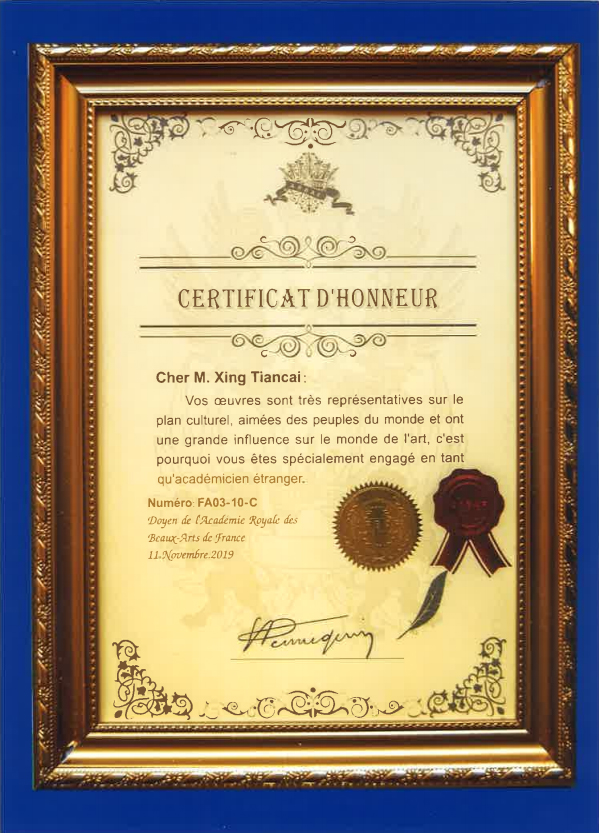 CERTIFICAT D'HONNEUR
Cher M. Xing Tiancai:
Vos œuvres sont très représentatives sur le
plan culturel, aimées des peuples du monde et ont
une grande influence sur le monde de l'art, c'est
pourquoi vous êtes spécialement engagé en tant
qu'académicien étranger.
Numéro: FA03-10-C
Doyen de l'Académie Royale des
Beaux-Arts de France
11.Novembre.2019